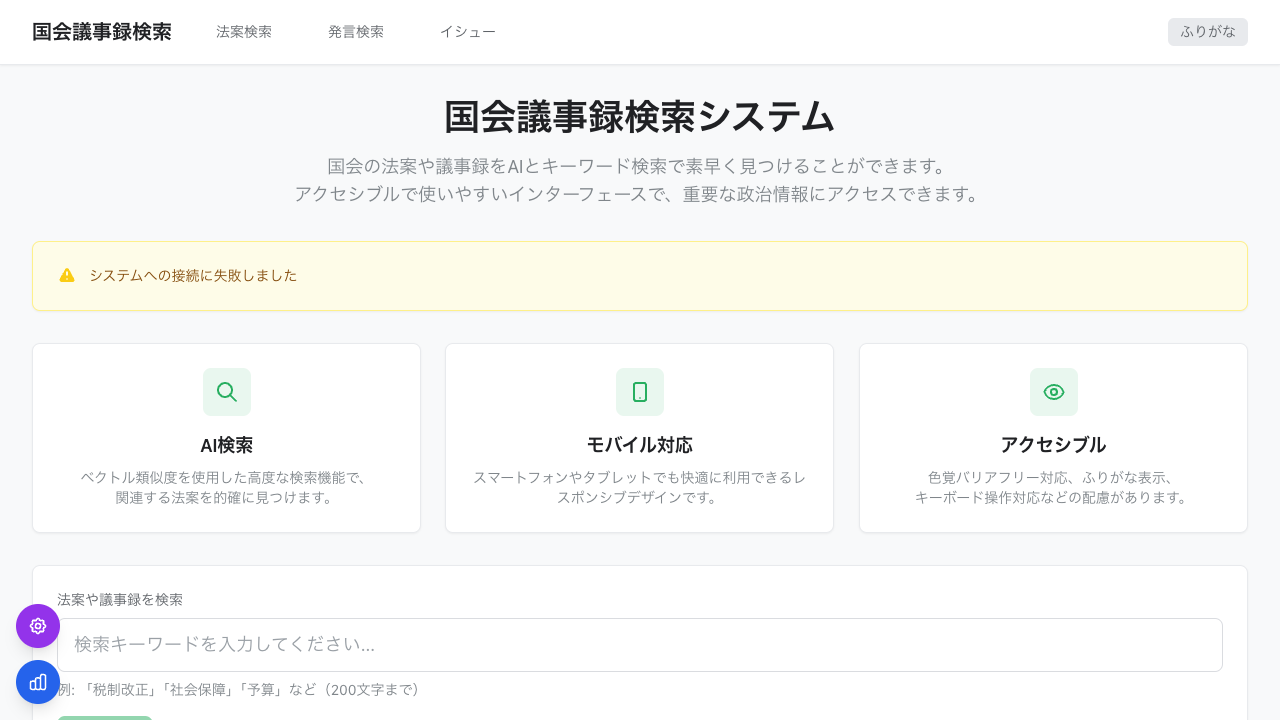 国会議事録検索
法案検索
発言検索
イシュー
ふりがな
国会議事録検索システム
国会の法案や議事録をAIとキーワード検索で素早く見つけることができます。
アクセシブルで使いやすいインターフェースで、重要な政治情報にアクセスできます。
システムへの接続に失敗しました
AI検索
ベクトル類似度を使用した高度な検索機能で、
関連する法案を的確に見つけます。
モバイル対応
スマートフォンやタブレットでも快適に利用できるレ
スポンシブデザインです。
アクセシブル
色覚バリアフリー対応、ふりがな表示、
キーボード操作対応などの配慮があります。
法案や議事録を検索
検索キーワードを入力してください...
例: 「税制改正」「社会保障」「予算」など（200文字まで）